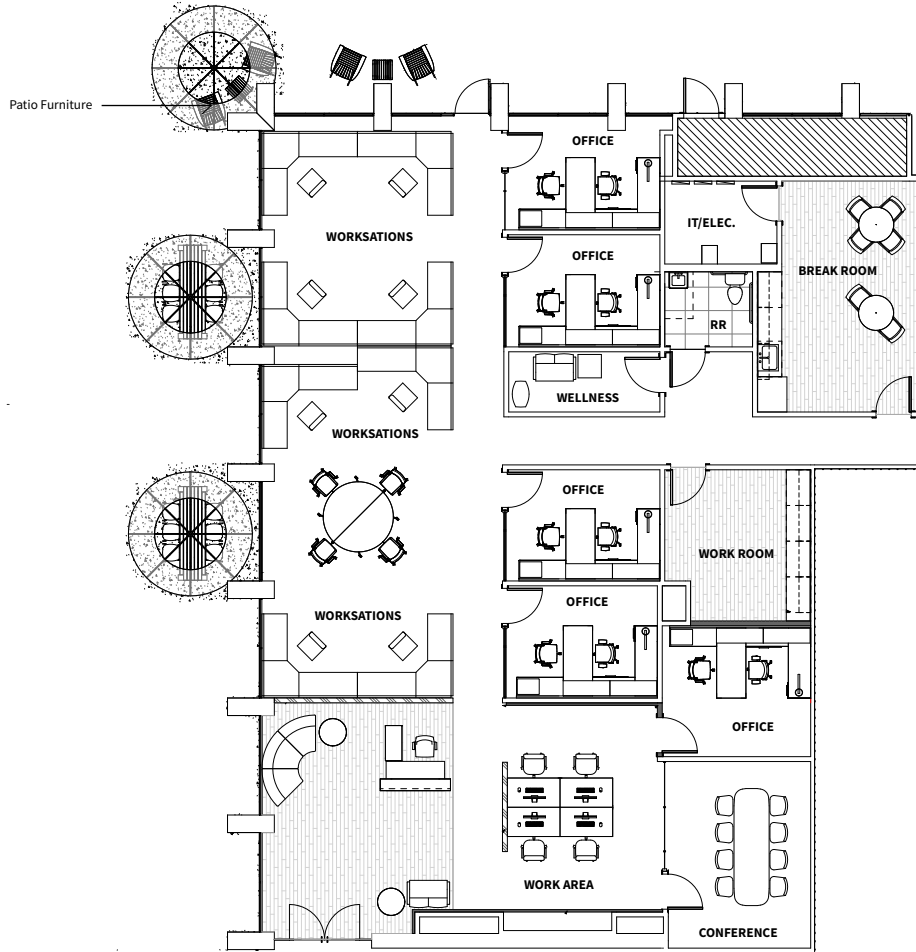 Patio Furniture
OFFICE
WORKSATIONS
IT/ELEC.
OFFICE
BREAK ROOM
RR
WELLNESS
WORKSATIONS
OFFICE
WORK ROOM
OFFICE
WORKSATIONS
OFFICE
WORK AREA
CONFERENCE